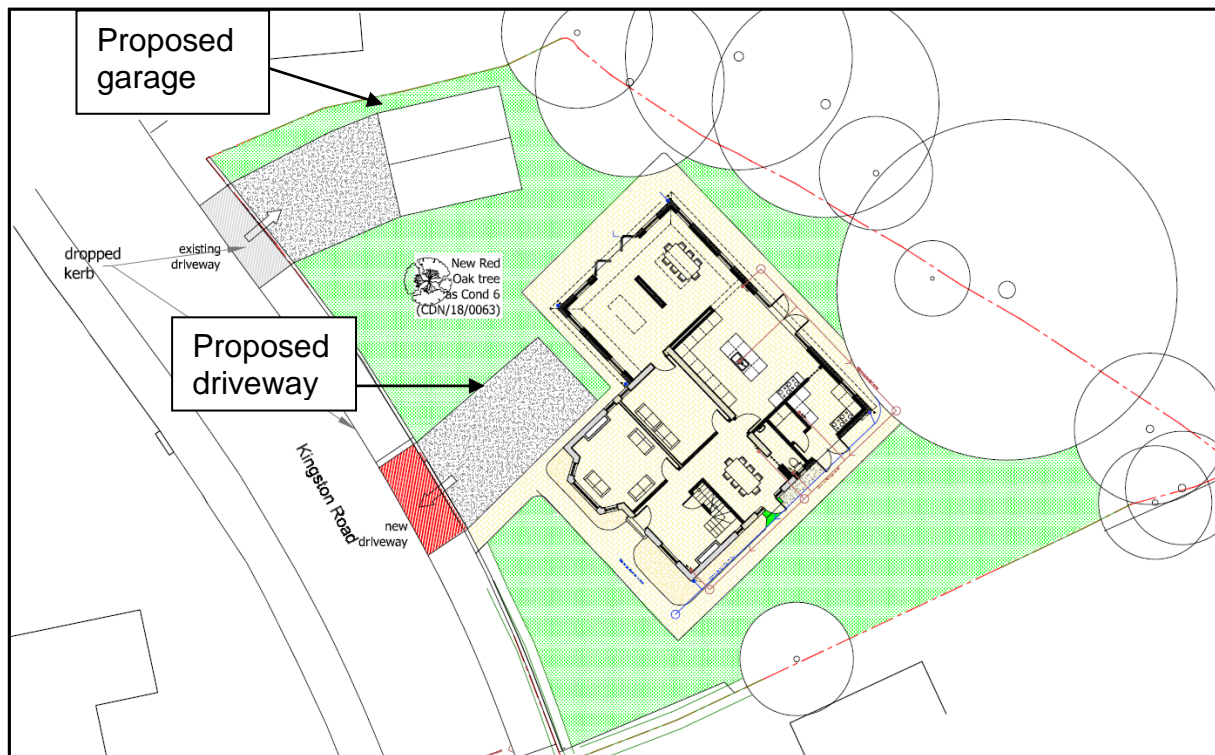 Proposed
garage
dropped
kerb
existing
driveway
New Red
Oak tree
as Cond 6
(CDN/18/0063)
Proposed
driveway
Kingston Road
new
driveway